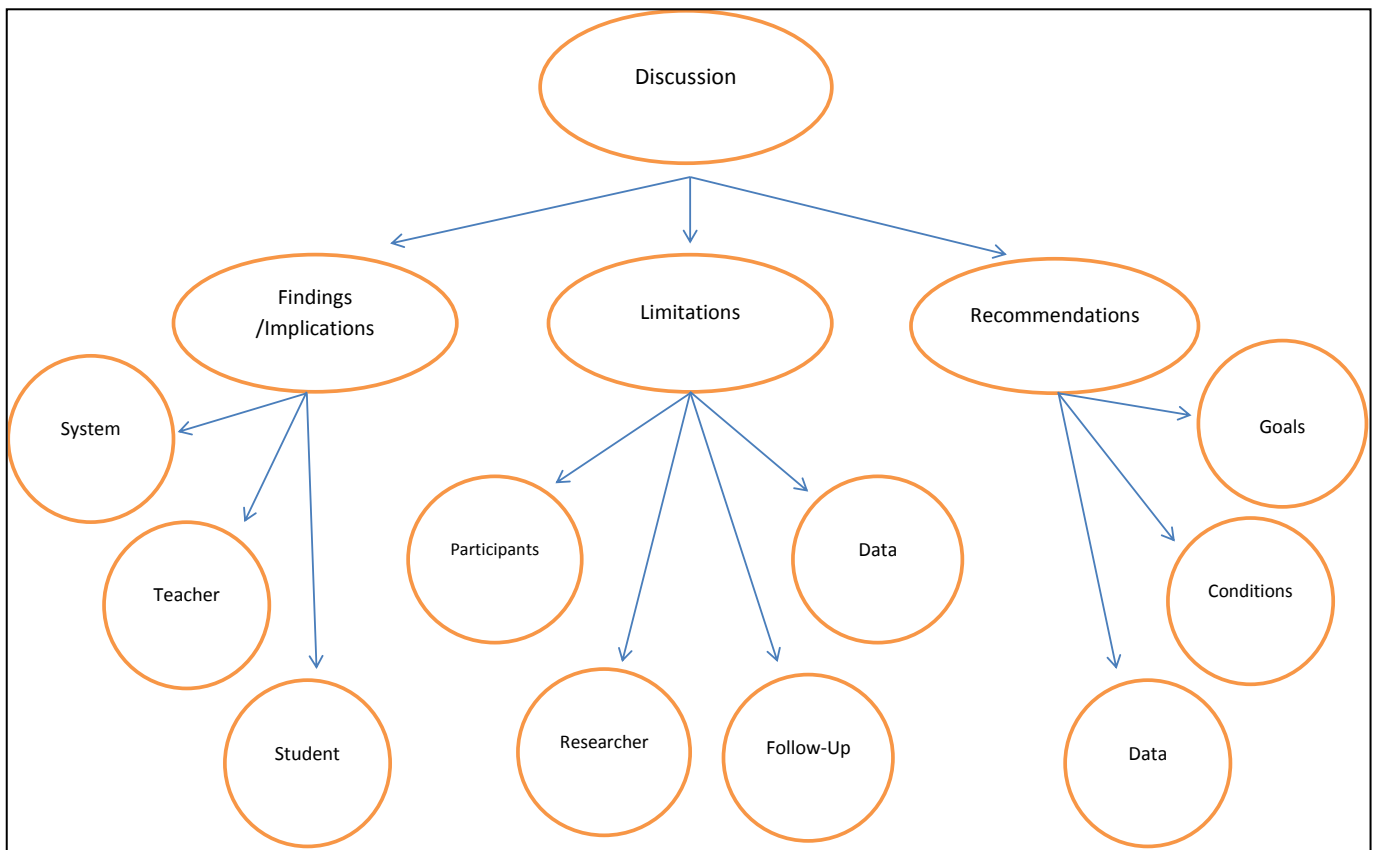 Discussion
Findings
/Implications
Limitations
Recommendations
System
Teacher
Student
Participants
Researcher
Follow-Up
Data
Goals
Conditions
Data